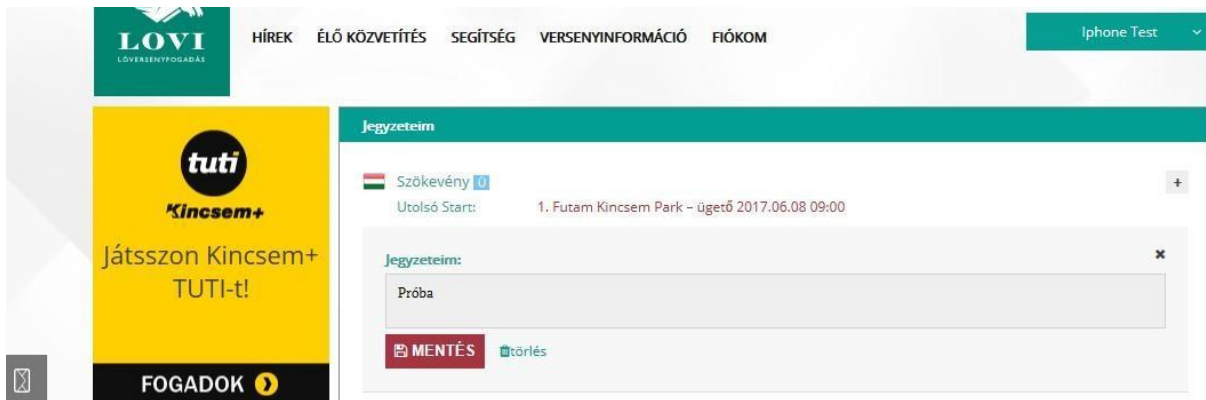 LOVI
LÓVERSENYFOGADÁS
HÍREK ÉLŐ KÖZVETÍTÉS SEGÍTSÉG VERSENYINFORMÁCIÓ FIÓKOM
Iphone Test
tuti
Kincsem+
Játsszon Kincsem+
TUTI-t!
FOGADOK
Jegyzeteim
Szökevény Ü
Utolsó Start: 1. Futam Kincsem Park – ügető 2017.06.08 09:00
Jegyzeteim:
Próba
MENTÉS törlés